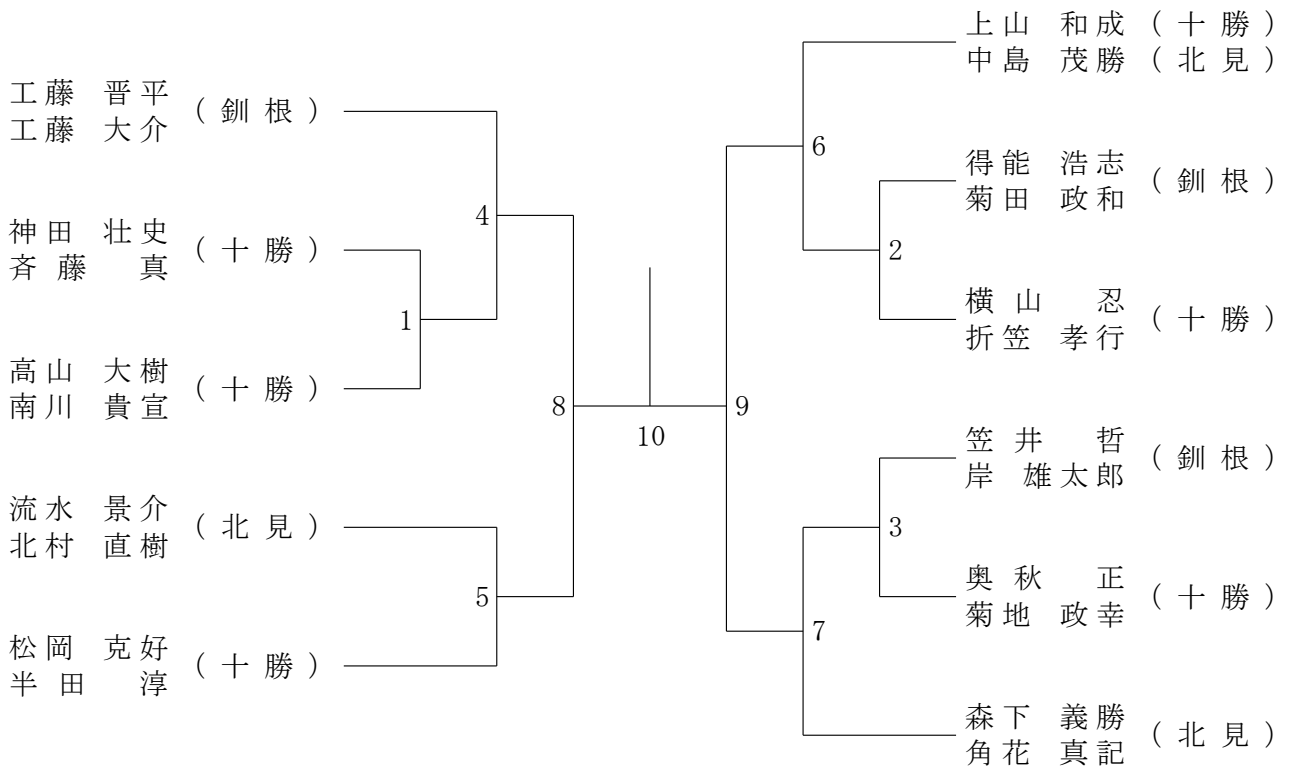 工藤 晋平
工藤 大介
(釧根)
神田 壮史
斉藤 真
(十勝)
高山 大樹
南川 貴宣
(十勝)
流水 景介
北村 直樹
(北見)
松岡 克好
半田 淳
(十勝)
4
1
8
5
10
上山 和成 (十勝)
中島 茂勝 (北見)
得能 浩志
菊田 政和
(釧根)
横山 忍
折笠 孝行
(十勝)
笠井 哲
岸 雄太郎
(釧根)
奥秋 正
菊地 政幸
(十勝)
森下 義勝
角花 真記
(北見)
6
2
9
3
7